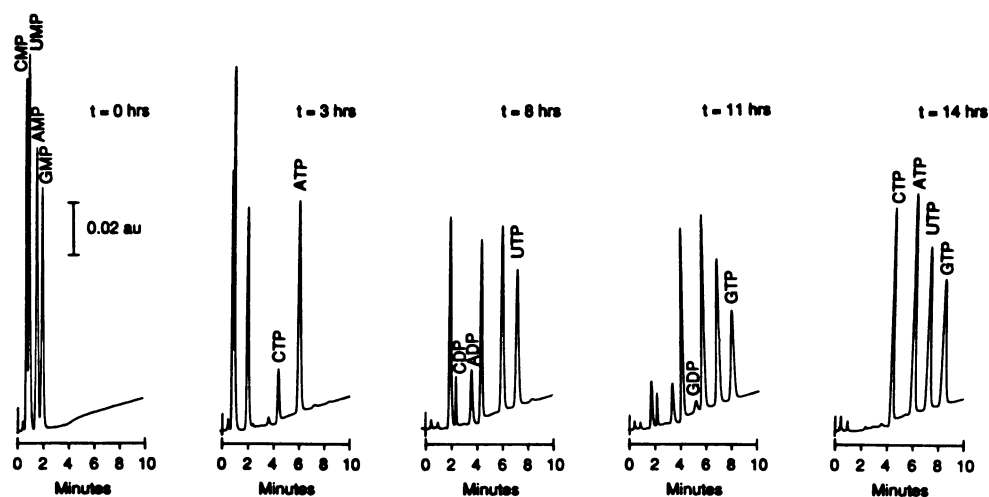 CMP
UMP
AMP
GMP
t = 0 hrs
0.02 au
0 2 4 6 8 10
Minutes
t = 3 hrs
CTP
ATP
0 2 4 6 8 10
Minutes
t = 8 hrs
CDP
ADP
UTP
0 2 4 6 8 10
Minutes
t = 11 hrs
GDP
GTP
0 2 4 6 8 10
Minutes
t = 14 hrs
CTP
ATP
UTP
GTP
0 2 4 6 8 10
Minutes